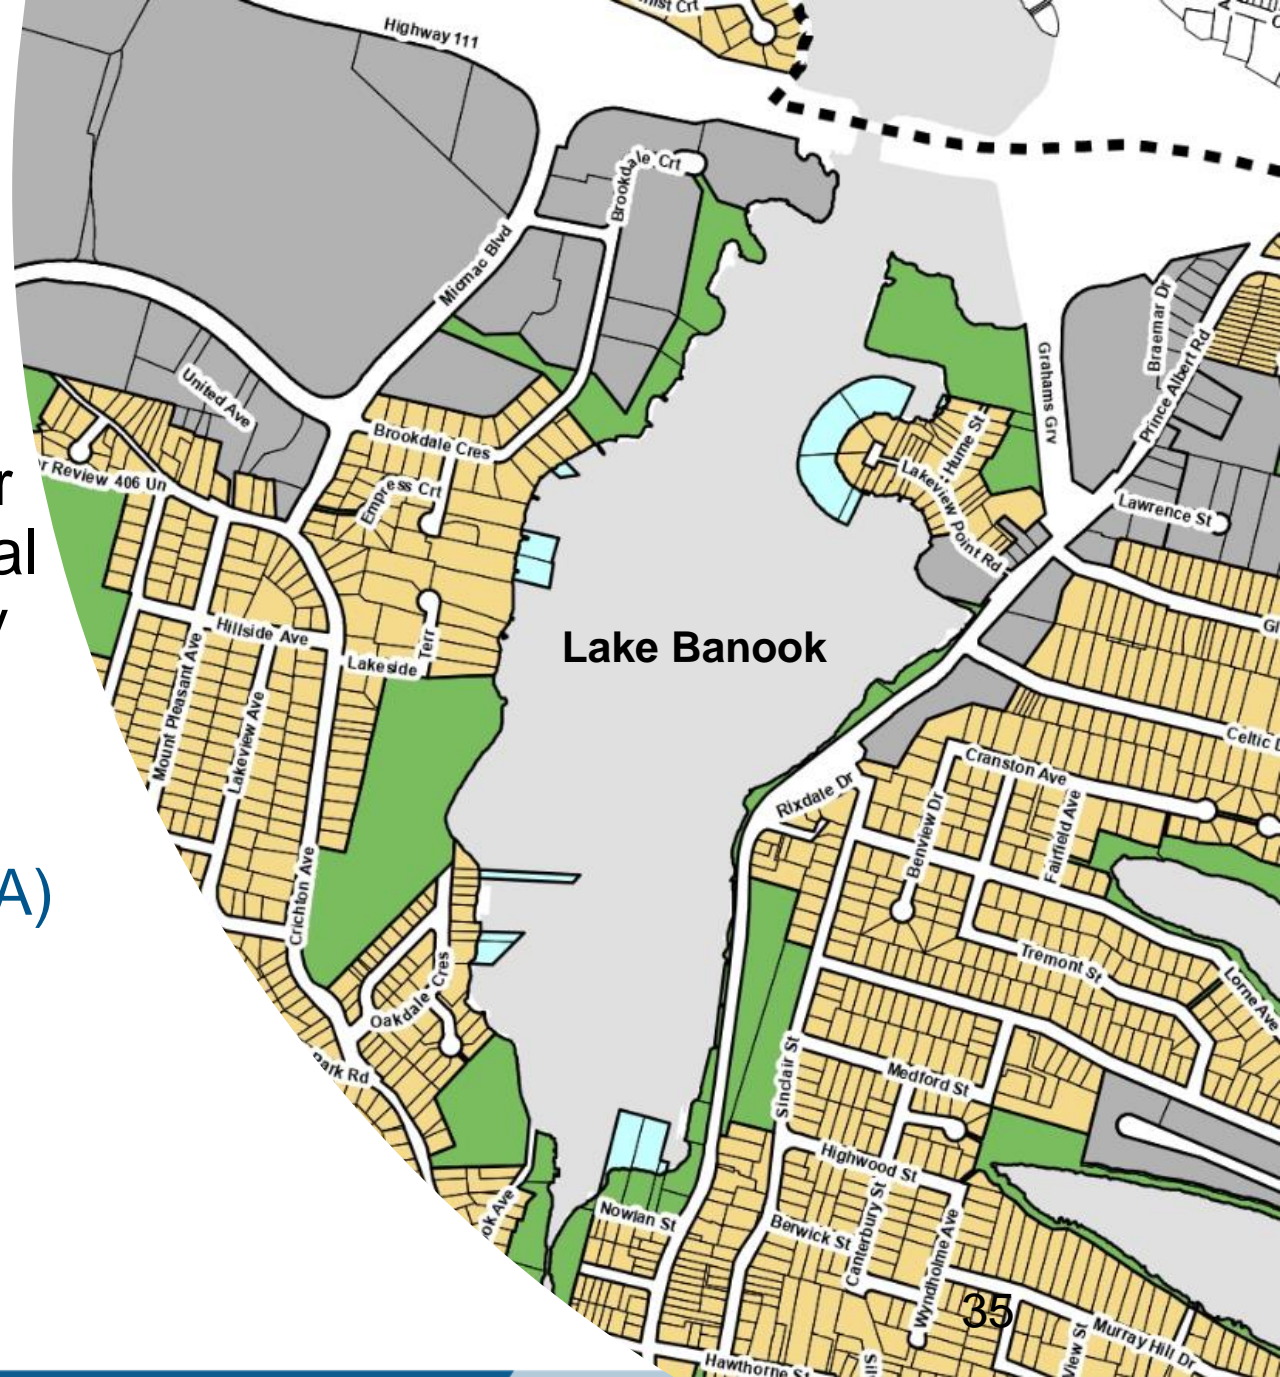 Highway 111
Brookdale Crt
Micmac Blvd
Braemar Dr
Prince Albert Rd
Grahams Grv
United Ave
Brookdale Cres
Hume St
Lakeview Point Rd
Review 406 Un
Empress Crt
Lawrence St
Hillside Ave
Lakeside Terr
Lake Banook
Mount Pleasant Ave
Lakeview Ave
Celtic
Cranston Ave
Rixdale Dr
Benview Dr
Fairfield Ave
A)
Crichton Ave
Tremont St
Lorne Ave
Oakdale Cres
Park Rd
Sinclair St
Medford St
Highwood St
Nowlan St
Berwick St
Canterbury St
Wyndholme Ave
35
Murray Hill Dr
View St
Hawthorne St